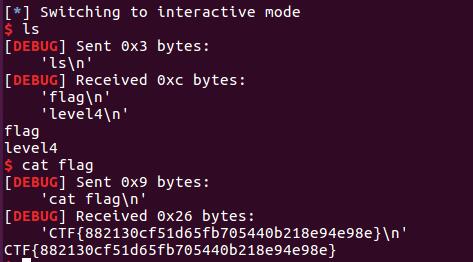 [*] Switching to interactive mode
$ ls
[DEBUG] Sent 0x3 bytes:
    'ls\n'
[DEBUG] Received 0xc bytes:
    'flag\n'
    'level4\n'
flag
level4
$ cat flag
[DEBUG] Sent 0x9 bytes:
    'cat flag\n'
[DEBUG] Received 0x26 bytes:
    'CTF{882130cf51d65fb705440b218e94e98e}\n'
CTF{882130cf51d65fb705440b218e94e98e}